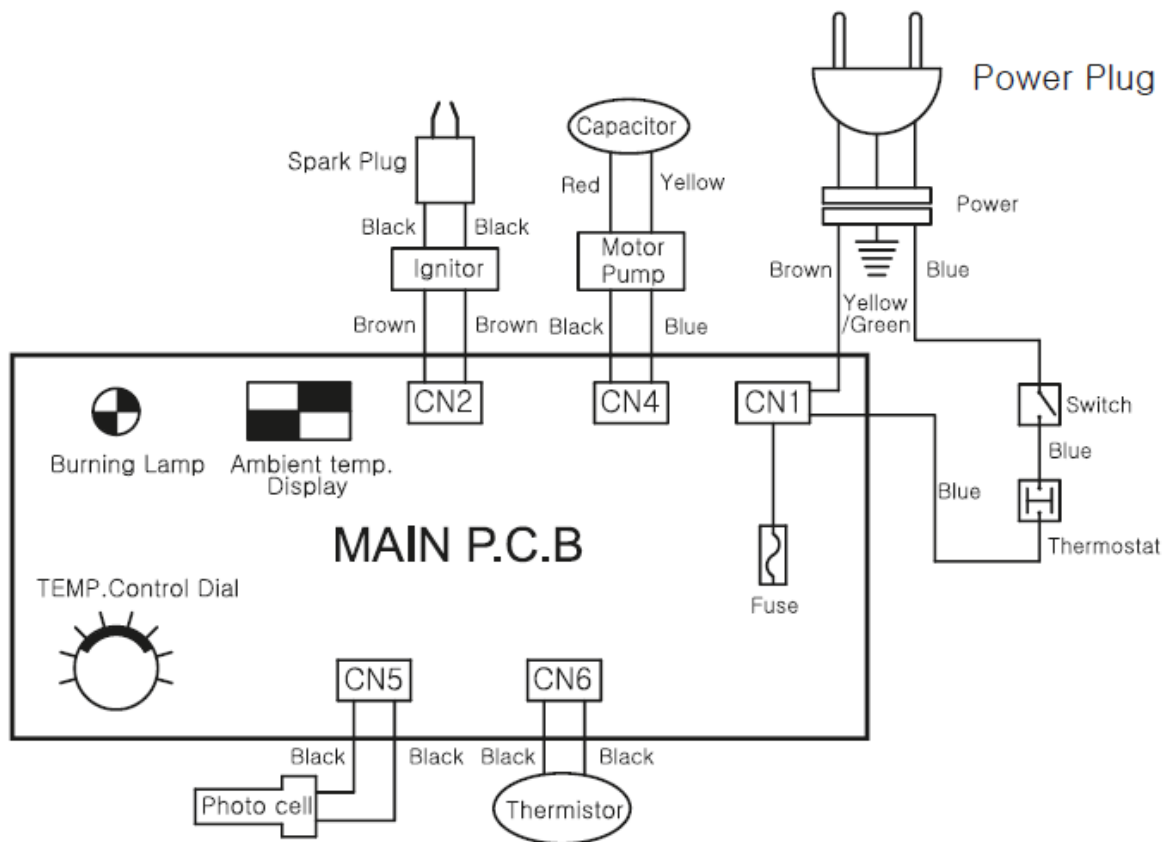 Power Plug
Capacitor
Spark Plug
Red
Yellow
Power
Black
Black
Motor
Pump
Ignitor
Brown
Blue
Yellow
/Green
Brown
Brown
Black
Blue
CN2
CN4
CN1
Switch
Burning Lamp
Ambient temp.
Display
Blue
Blue
MAIN P.C.B
Thermostat
TEMP.Control Dial
Fuse
CN5
CN6
Black
Black
Black
Black
Photo cell
Thermistor